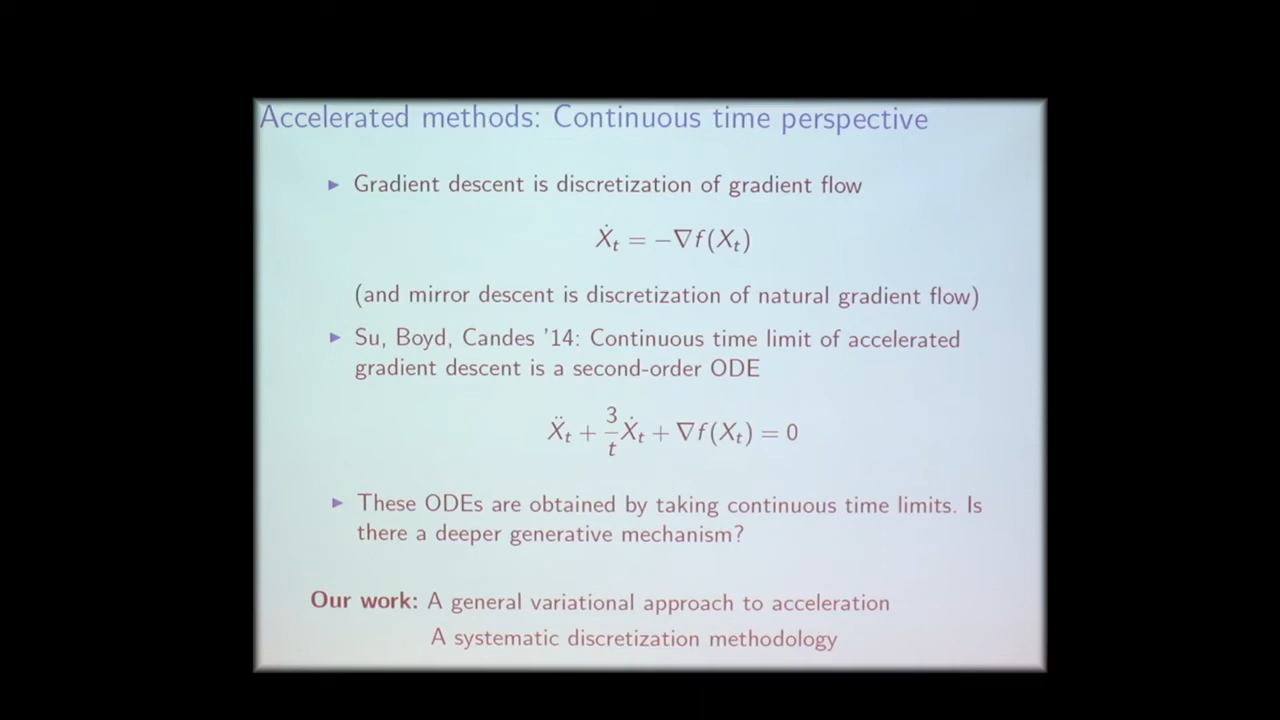 Accelerated methods: Continuous time perspective
▶ Gradient descent is discretization of gradient flow
Ẋ_t = −∇f(X_t)
(and mirror descent is discretization of natural gradient flow)
▶ Su, Boyd, Candes '14: Continuous time limit of accelerated
gradient descent is a second-order ODE
Ẍ_t + 3/t Ẋ_t + ∇f(X_t) = 0
▶ These ODEs are obtained by taking continuous time limits. Is
there a deeper generative mechanism?
Our work: A general variational approach to acceleration
A systematic discretization methodology